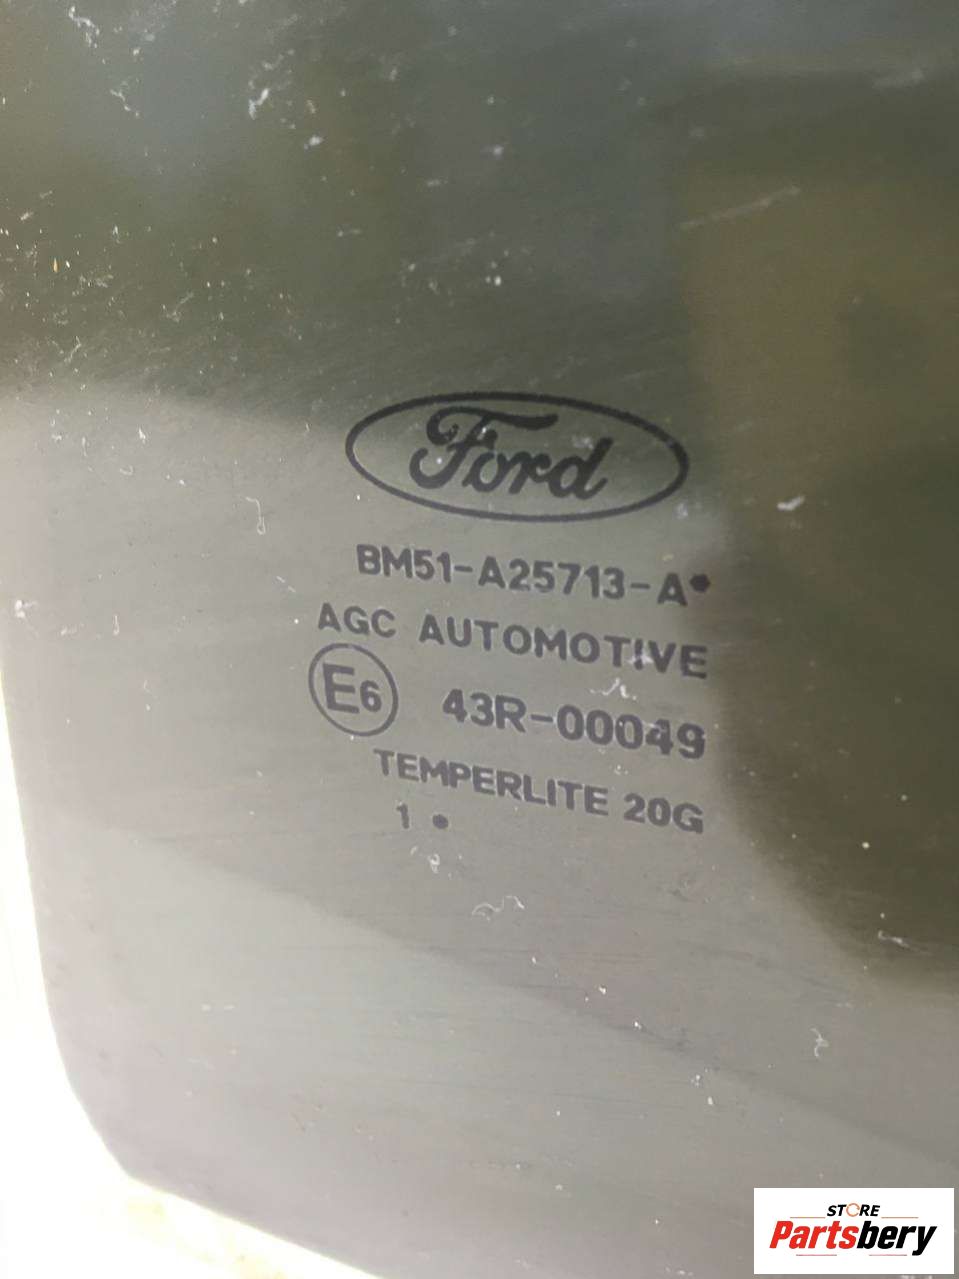 Ford
BM51-A25713-A•
AGC AUTOMOTIVE
E6 43R-00049
TEMPERLITE 20G
1 •
STORE
Partsbery